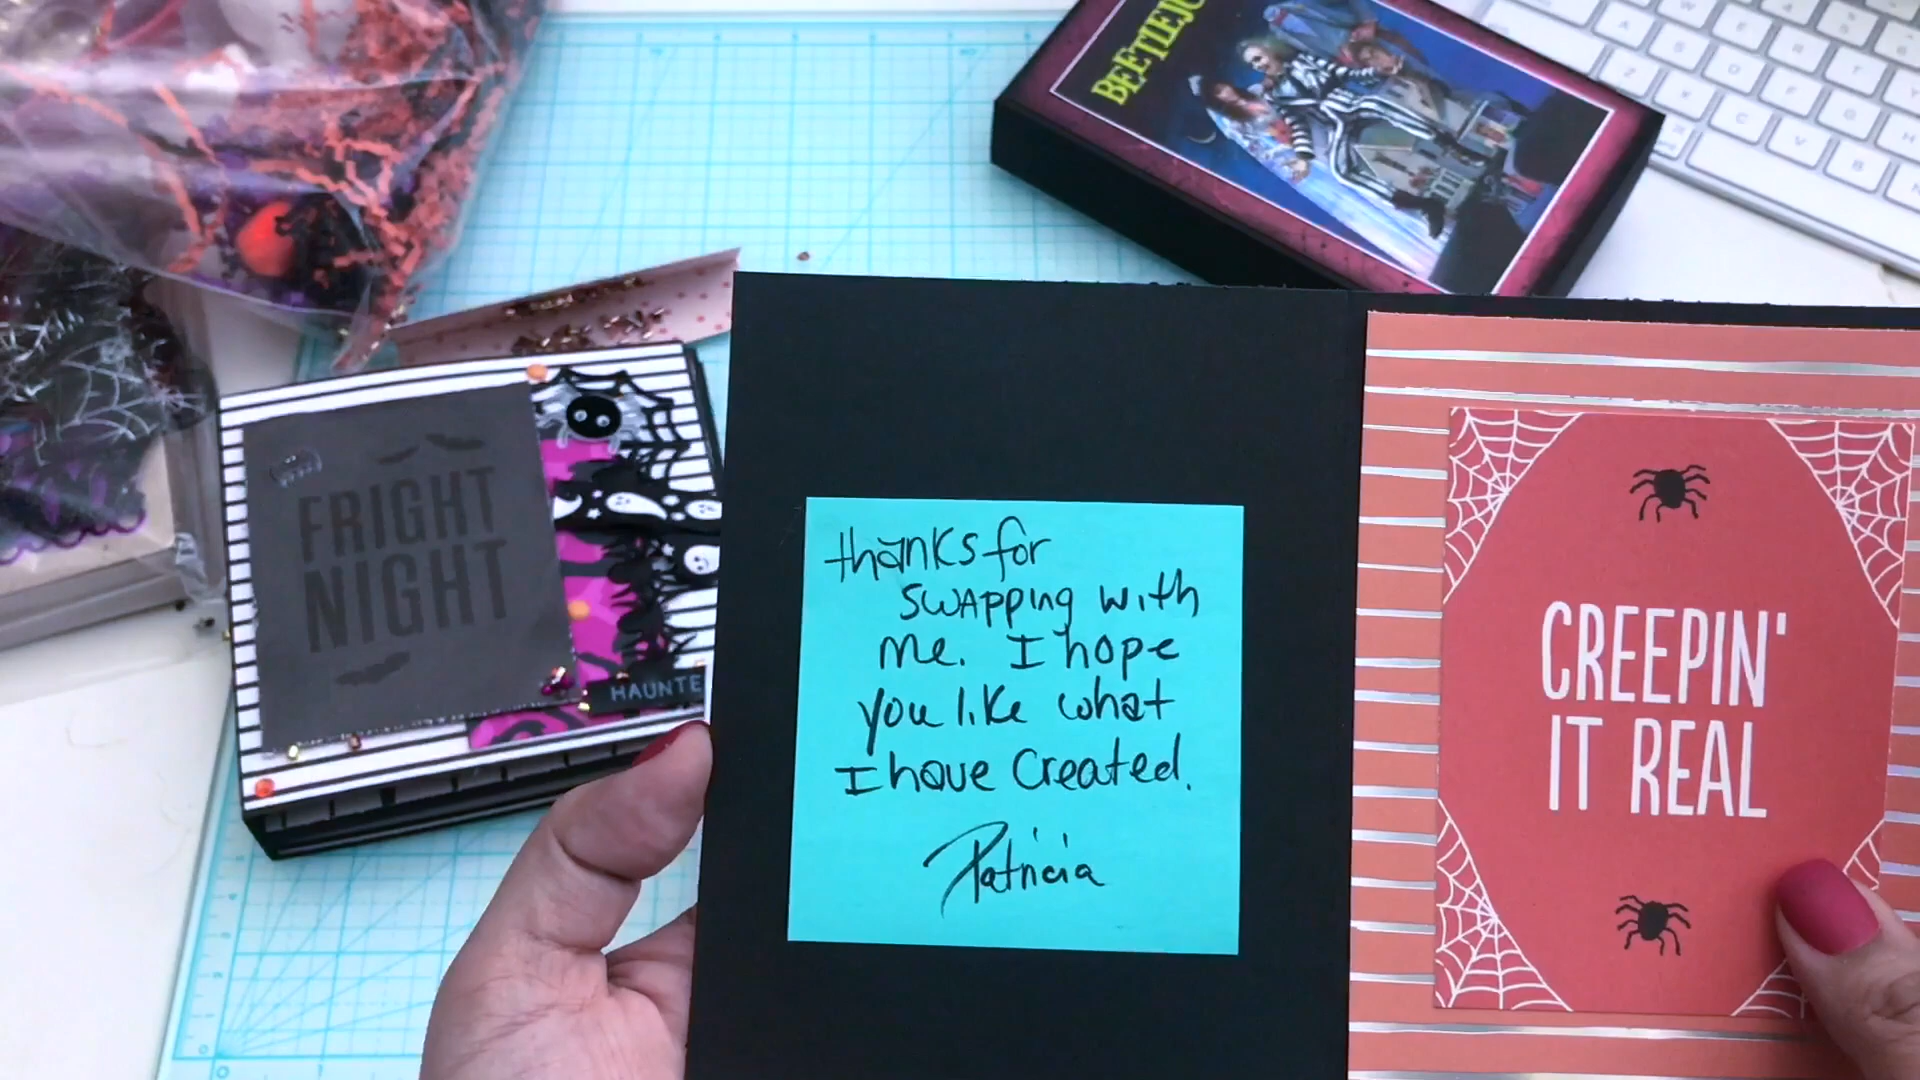 BEETLEJU
FRIGHT
NIGHT
HAUNTE
thanks for
swapping with
me. I hope
you like what
I have created.
Patricia
CREEPIN'
IT REAL